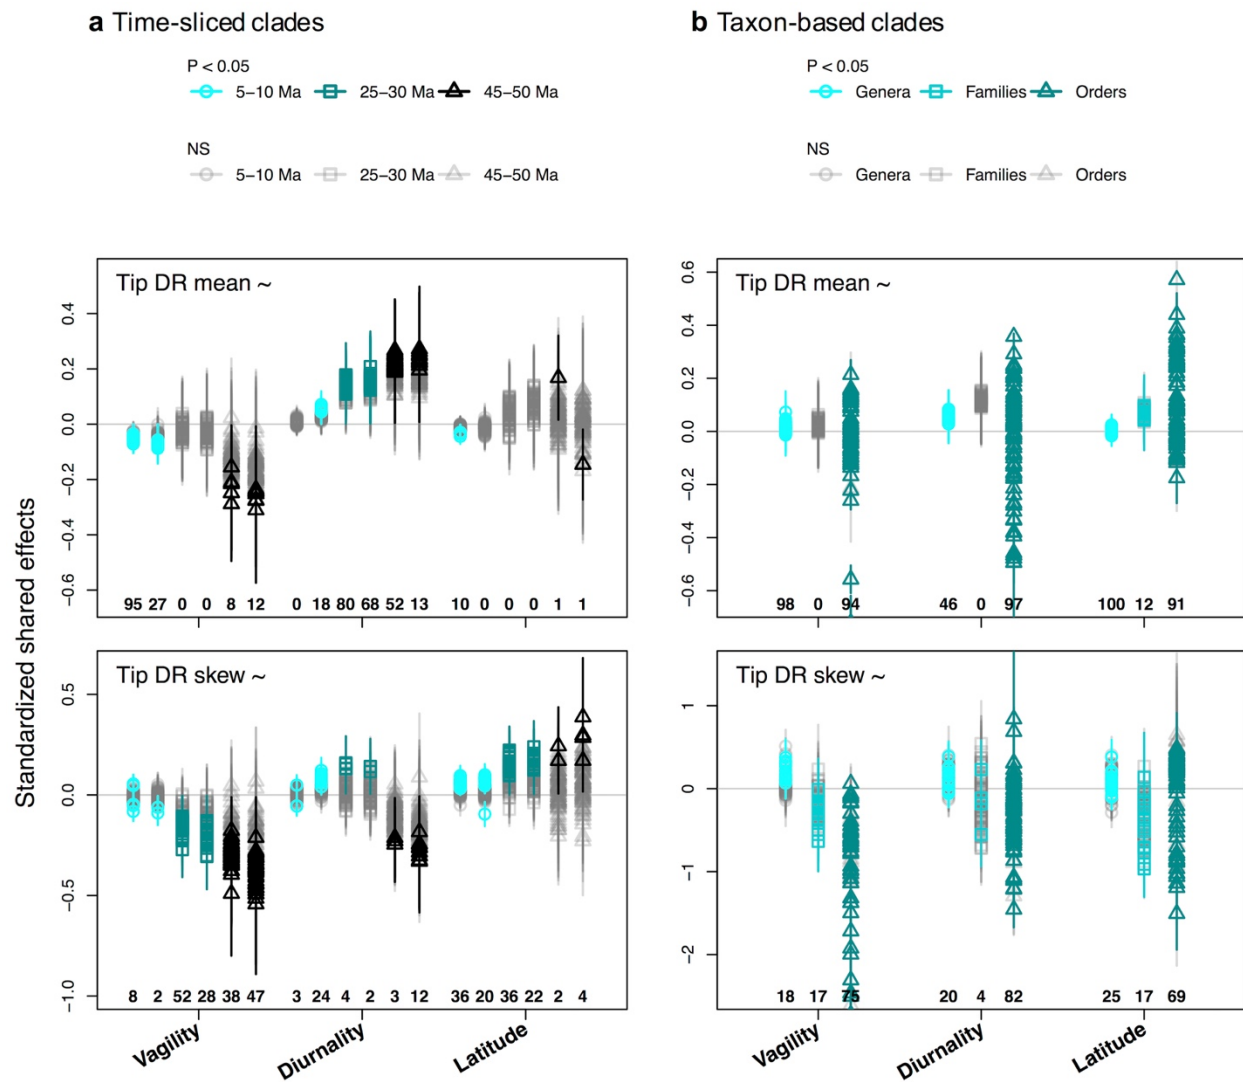 a Time-sliced clades
P < 0.05
5–10 Ma 25–30 Ma 45–50 Ma
NS
5–10 Ma 25–30 Ma 45–50 Ma
b Taxon-based clades
P < 0.05
Genera Families Orders
NS
Genera Families Orders
Standardized shared effects
Tip DR mean ~
0.4
0.2
0.0
−0.2
−0.4
−0.6
95 27 0 0 8 12 0 18 80 68 52 13 10 0 0 0 1 1
Tip DR mean ~
0.6
0.4
0.2
0.0
−0.2
−0.4
−0.6
98 0 94 46 0 97 100 12 91
Tip DR skew ~
0.5
0.0
−0.5
−1.0
8 2 52 28 38 47 3 24 4 2 3 12 36 20 36 22 2 4
Vagility Diurnality Latitude
Tip DR skew ~
1
0
−1
−2
18 17 75 20 4 82 25 17 69
Vagility Diurnality Latitude